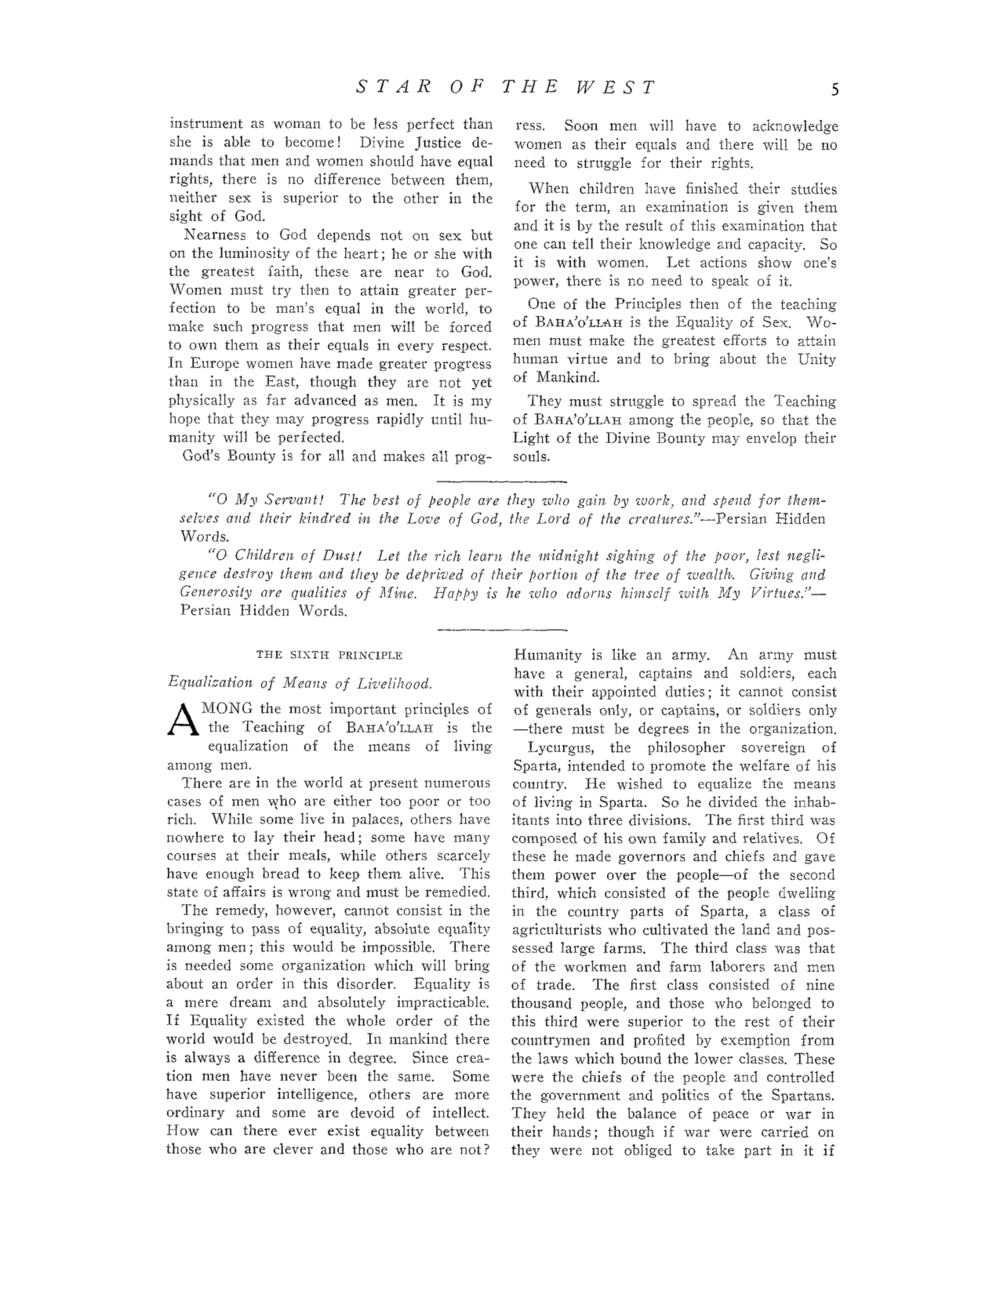 STAR OF THE WEST 5
instrument as woman to be less perfect than
she is able to become! Divine Justice de-
mands that men and women should have equal
rights, there is no difference between them,
neither sex is superior to the other in the
sight of God.
Nearness to God depends not on sex but
on the luminosity of the heart; he or she with
the greatest faith, these are near to God.
Women must try then to attain greater per-
fection to be man's equal in the world, to
make such progress that men will be forced
to own them as their equals in every respect.
In Europe women have made greater progress
than in the East, though they are not yet
physically as far advanced as men. It is my
hope that they may progress rapidly until hu-
manity will be perfected.
God's Bounty is for all and makes all prog-
ress. Soon men will have to acknowledge
women as their equals and there will be no
need to struggle for their rights.
When children have finished their studies
for the term, an examination is given them
and it is by the result of this examination that
one can tell their knowledge and capacity. So
it is with women. Let actions show one's
power, there is no need to speak of it.
One of the Principles then of the teaching
of BAHA'O'LLAH is the Equality of Sex. Wo-
men must make the greatest efforts to attain
human virtue and to bring about the Unity
of Mankind.
They must struggle to spread the Teaching
of BAHA'O'LLAH among the people, so that the
Light of the Divine Bounty may envelop their
souls.
"O My Servant! The best of people are they who gain by work, and spend for them-
selves and their kindred in the Love of God, the Lord of the creatures."—Persian Hidden
Words.
"O Children of Dust! Let the rich learn the midnight sighing of the poor, lest negli-
gence destroy them and they be deprived of their portion of the tree of wealth. Giving and
Generosity are qualities of Mine. Happy is he who adorns himself with My Virtues."—
Persian Hidden Words.
THE SIXTH PRINCIPLE
Equalization of Means of Livelihood.
AMONG the most important principles of
the Teaching of BAHA'O'LLAH is the
equalization of the means of living
among men.
There are in the world at present numerous
cases of men who are either too poor or too
rich. While some live in palaces, others have
nowhere to lay their head; some have many
courses at their meals, while others scarcely
have enough bread to keep them alive. This
state of affairs is wrong and must be remedied.
The remedy, however, cannot consist in the
bringing to pass of equality, absolute equality
among men; this would be impossible. There
is needed some organization which will bring
about an order in this disorder. Equality is
a mere dream and absolutely impracticable.
If Equality existed the whole order of the
world would be destroyed. In mankind there
is always a difference in degree. Since crea-
tion men have never been the same. Some
have superior intelligence, others are more
ordinary and some are devoid of intellect.
How can there ever exist equality between
those who are clever and those who are not?
Humanity is like an army. An army must
have a general, captains and soldiers, each
with their appointed duties; it cannot consist
of generals only, or captains, or soldiers only
—there must be degrees in the organization.
Lycurgus, the philosopher sovereign of
Sparta, intended to promote the welfare of his
country. He wished to equalize the means
of living in Sparta. So he divided the inhab-
itants into three divisions. The first third was
composed of his own family and relatives. Of
these he made governors and chiefs and gave
them power over the people—of the second
third, which consisted of the people dwelling
in the country parts of Sparta, a class of
agriculturists who cultivated the land and pos-
sessed large farms. The third class was that
of the workmen and farm laborers and men
of trade. The first class consisted of nine
thousand people, and those who belonged to
this third were superior to the rest of their
countrymen and profited by exemption from
the laws which bound the lower classes. These
were the chiefs of the people and controlled
the government and politics of the Spartans.
They held the balance of peace or war in
their hands; though if war were carried on
they were not obliged to take part in it if